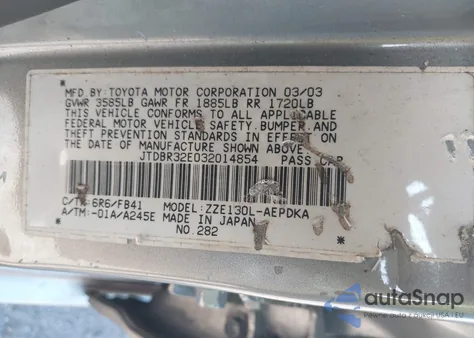 MFD.BY:TOYOTA MOTOR CORPORATION 03/03
GVWR 3585LB GAWR FR 1885LB RR 1720LB
THIS VEHICLE CONFORMS TO ALL APPLICABLE
FEDERAL MOTOR VEHICLE SAFETY, BUMPER, AND
THEFT PREVENTION STANDARDS IN EFFECT ON
THE DATE OF MANUFACTURE SHOWN ABOVE.
JTDBR32E032014854 PASS
C/TR:6R6/FB41 MODEL:ZZE130L-AEPDKA
A/TM:-01A/A245E MADE IN JAPAN
NO.282
autoSnap